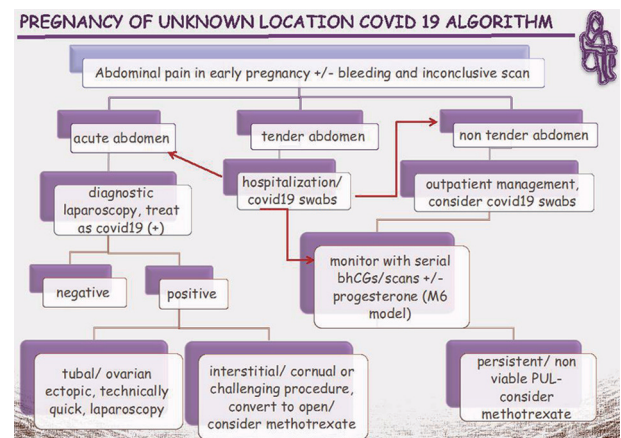 PREGNANCY OF UNKNOWN LOCATION COVID 19 ALGORITHM
Abdominal pain in early pregnancy +/- bleeding and inconclusive scan
acute abdomen
tender abdomen
non tender abdomen
diagnostic
laparoscopy, treat
as covid19 (+)
hospitalization/
covid19 swabs
outpatient management,
consider covid19 swabs
negative
positive
monitor with serial
bhCGs/scans +/-
progesterone (M6
model)
tubal/ ovarian
ectopic, technically
quick, laparoscopy
interstitial/ cornual or
challenging procedure,
convert to open/
consider methotrexate
persistent/ non
viable PUL-
consider
methotrexate